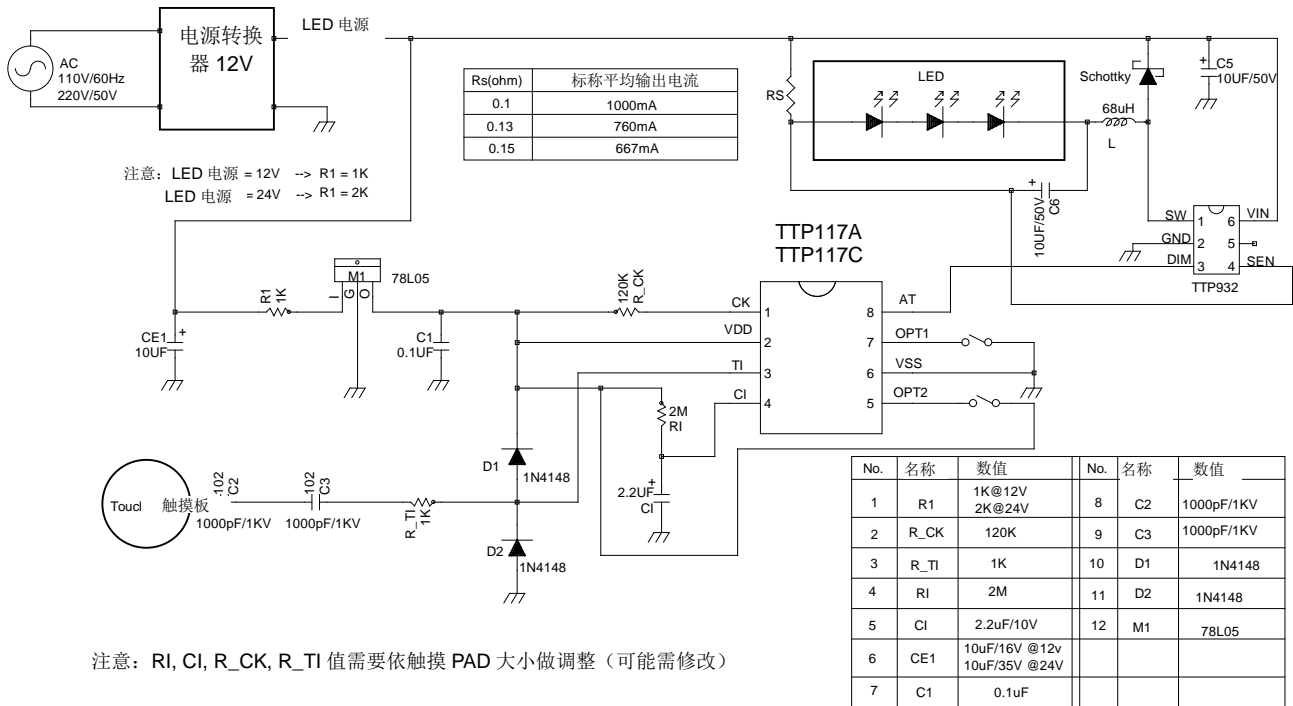 LED 电源
电源转换
器 12V
AC
110V/60Hz
220V/50V
Rs(ohm) 标称平均输出电流
0.1 1000mA
0.13 760mA
0.15 667mA
RS
LED
Schottky
+ C5
10UF/50V
68uH
L
注意：LED 电源 = 12V --> R1 = 1K
LED 电源 = 24V --> R1 = 2K
+
10UF/50V
C6
SW 1 6 VIN
GND 2 5
DIM 3 4 SEN
TTP932
TTP117A
TTP117C
R1
1K
M1
I G O
78L05
120K
R_CK
CE1 +
10UF
C1
0.1UF
CK 1 8 AT
VDD 2 7 OPT1
TI 3 6 VSS
CI 4 5 OPT2
2M
RI
D1
1N4148
2.2UF +
CI
D2
1N4148
Toucl 触摸板
102
C2
1000pF/1KV
102
C3
1000pF/1KV
R_TI
1K
No. 名称 数值 No. 名称 数值
1 R1 1K@12V 2K@24V 8 C2 1000pF/1KV
2 R_CK 120K 9 C3 1000pF/1KV
3 R_TI 1K 10 D1 1N4148
4 RI 2M 11 D2 1N4148
5 CI 2.2uF/10V 12 M1 78L05
6 CE1 10uF/16V @12v 10uF/35V @24V
7 C1 0.1uF
注意：RI, CI, R_CK, R_TI 值需要依触摸 PAD 大小做调整（可能需修改）